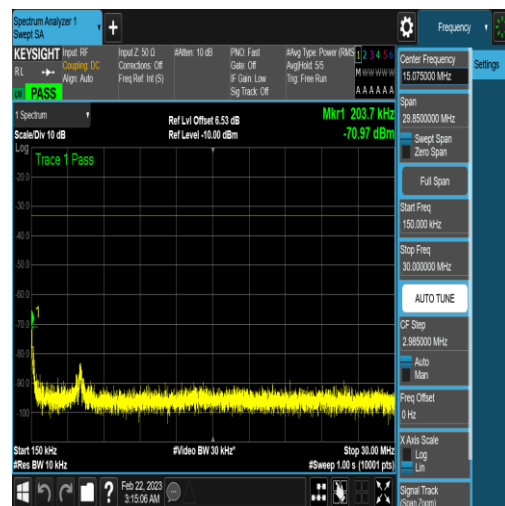 Spectrum Analyzer 1
Swept SA
+
Frequency
KEYSIGHT
RL
PASS
Input: RF
Coupling: DC
Align: Auto
Input Z: 50 Ω
Corrections: Off
Freq Ref: Int (S)
#Atten: 10 dB
PNO: Fast
Gate: Off
IF Gain: Low
Sig Track: Off
#Avg Type: Power (RMS
Avg|Hold: 5/5
Trig: Free Run
1 2 3 4 5 6
M W W W W W
A A A A A A
1 Spectrum
Scale/Div 10 dB
Log
Ref Lvl Offset 6.53 dB
Ref Level -10.00 dBm
Mkr1 203.7 kHz
-70.97 dBm
Trace 1 Pass
-20.0
-30.0
-40.0
-50.0
-60.0
-70.0
-80.0
-90.0
-100
1
Start 150 kHz
#Res BW 10 kHz
#Video BW 30 kHz*
Stop 30.00 MHz
#Sweep 1.00 s (10001 pts)
Feb 22, 2023
3:15:06 AM
?
Center Frequency
15.075000 MHz
Settings
Span
29.8500000 MHz
Swept Span
Zero Span
Full Span
Start Freq
150.000 kHz
Stop Freq
30.000000 MHz
AUTO TUNE
CF Step
2.985000 MHz
Auto
Man
Freq Offset
0 Hz
X Axis Scale
Log
Lin
Signal Track
(Span Zoom)